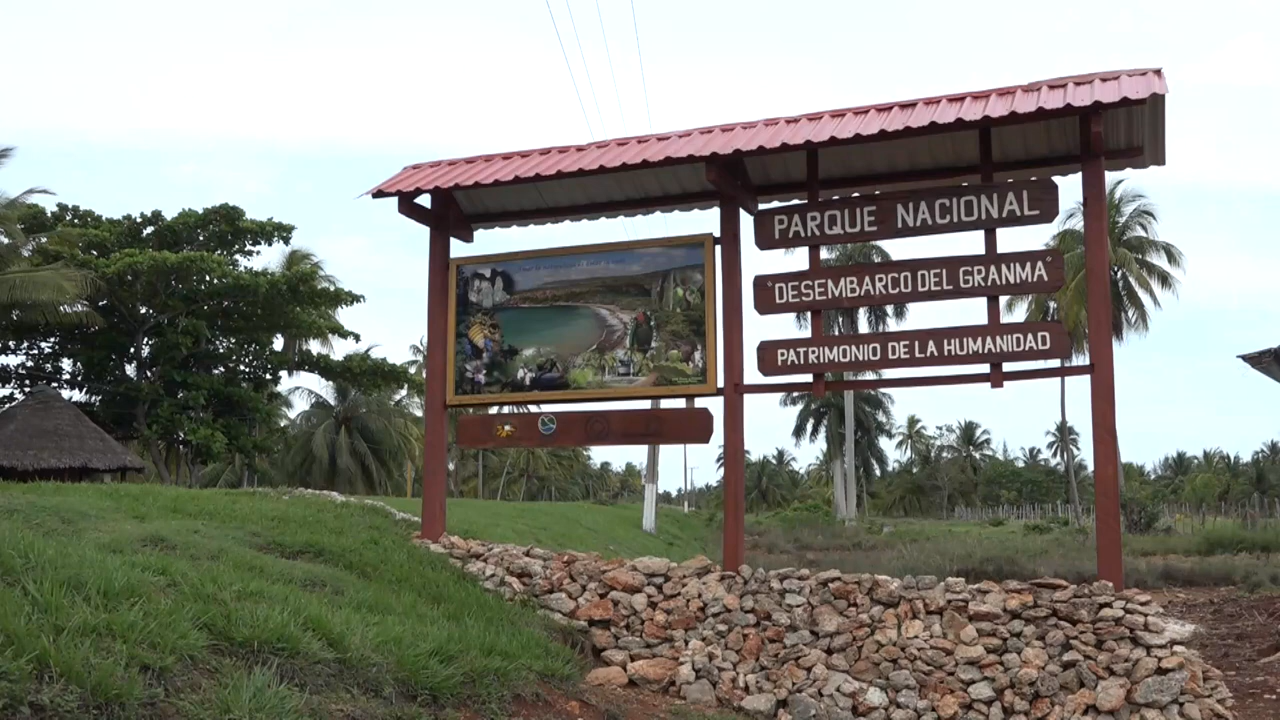 PARQUE NACIONAL
"DESEMBARCO DEL GRANMA"
PATRIMONIO DE LA HUMANIDAD